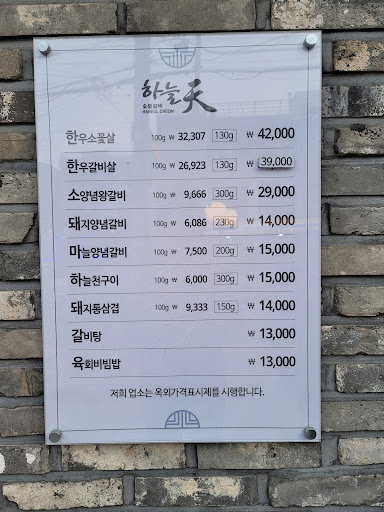 하늘天
숯불갈비
HANEUL CHEON
한우소꽃살 100g ₩ 32,307 130g ₩ 42,000
한우갈비살 100g ₩ 26,923 130g ₩ 39,000
소양념왕갈비 100g ₩ 9,666 300g ₩ 29,000
돼지양념갈비 100g ₩ 6,086 230g ₩ 14,000
마늘양념갈비 100g ₩ 7,500 200g ₩ 15,000
하늘천구이 100g ₩ 6,000 300g ₩ 15,000
돼지통삼겹 100g ₩ 9,333 150g ₩ 14,000
갈비탕 ₩ 13,000
육회비빔밥 ₩ 13,000
저희 업소는 옥외가격표시제를 시행합니다.